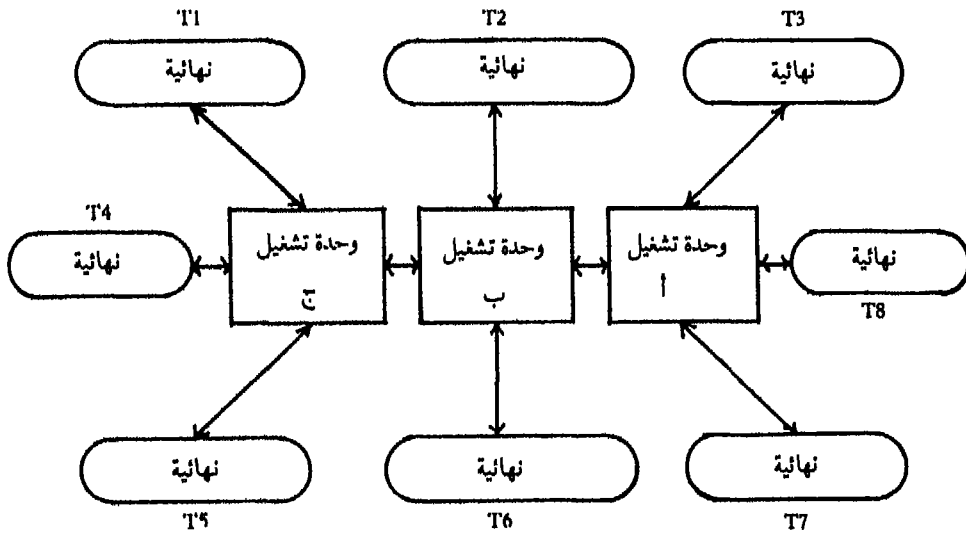 T1
T2
T3
نهائية
نهائية
نهائية
T4
نهائية
وحدة تشغيل
ج
وحدة تشغيل
ب
وحدة تشغيل
أ
نهائية
T8
نهائية
نهائية
نهائية
T5
T6
T7